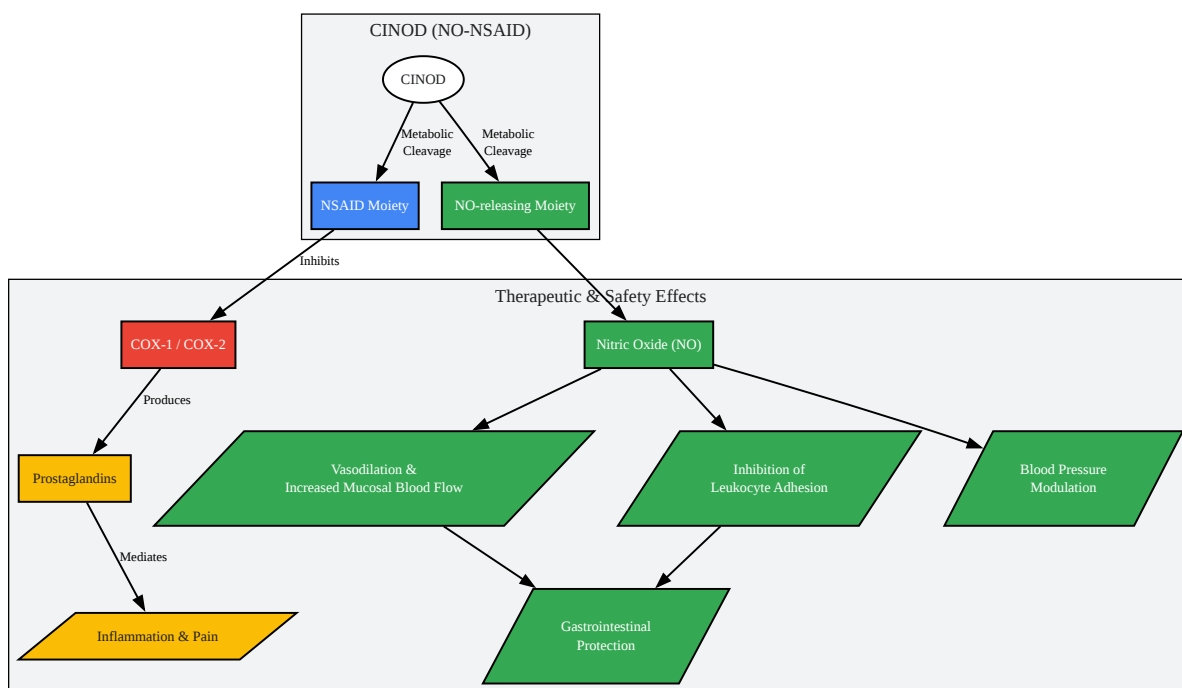 CINOD (NO-NSAID)
CINOD
Metabolic
Cleavage
Metabolic
Cleavage
NSAID Moiety
NO-releasing Moiety
Inhibits
Therapeutic & Safety Effects
COX-1 / COX-2
Nitric Oxide (NO)
Produces
Prostaglandins
Vasodilation &
Increased Mucosal Blood Flow
Inhibition of
Leukocyte Adhesion
Blood Pressure
Modulation
Mediates
Inflammation & Pain
Gastrointestinal
Protection